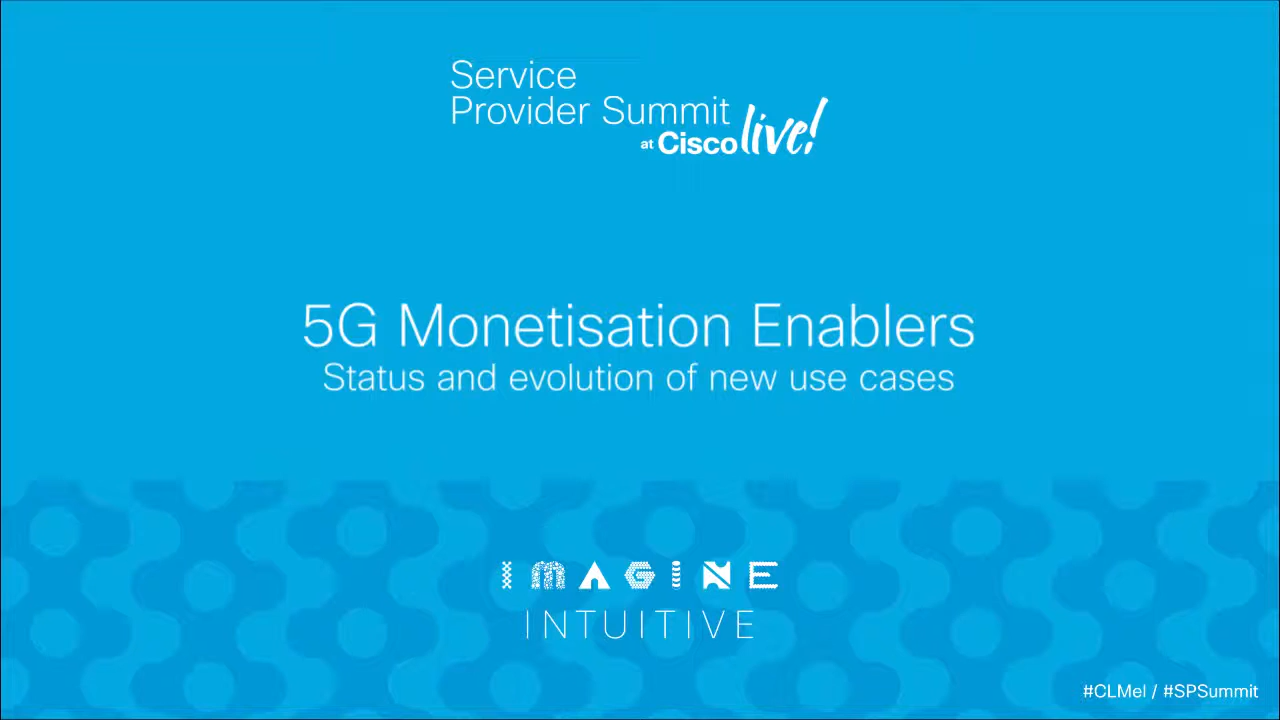 Service
Provider Summit
at Cisco live!
5G Monetisation Enablers
Status and evolution of new use cases
IMAGINE
INTUITIVE
#CLMel / #SPSummit